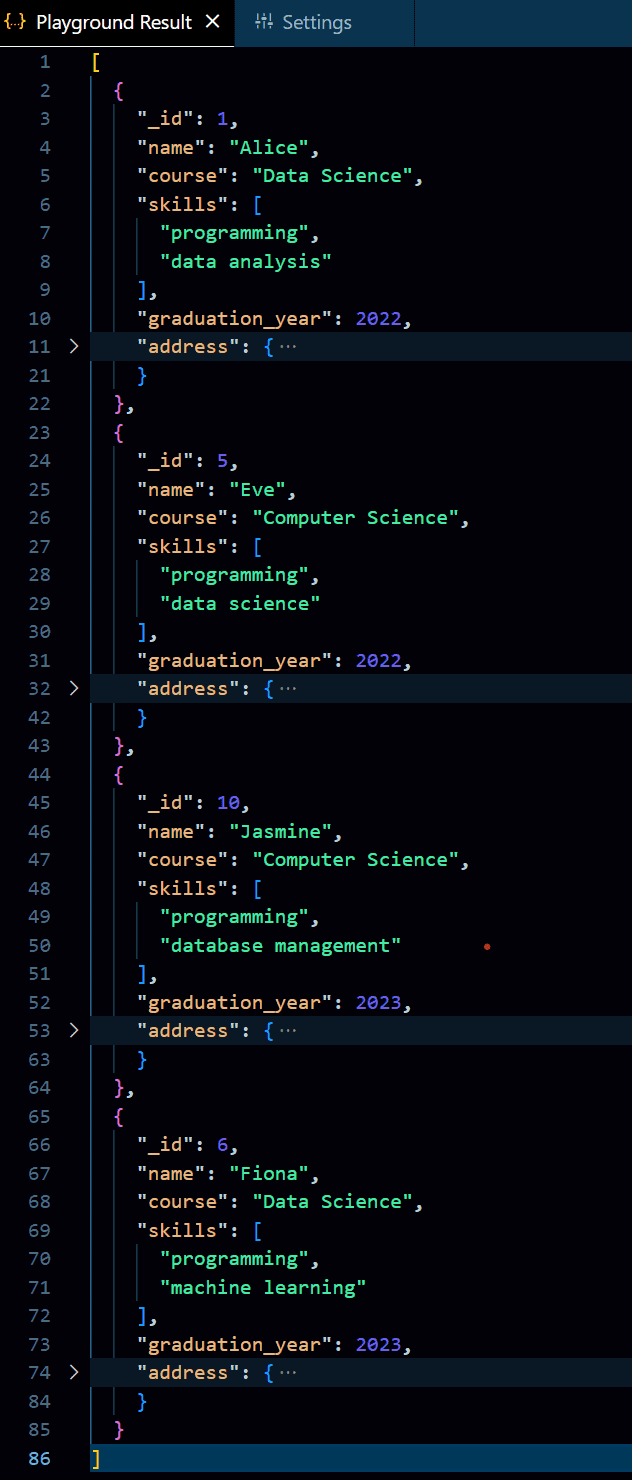 {..} Playground Result × Settings
1 [
2 {
3 "_id": 1,
4 "name": "Alice",
5 "course": "Data Science",
6 "skills": [
7 "programming",
8 "data analysis"
9 ],
10 "graduation_year": 2022,
11 > "address": { ···
21 }
22 },
23 {
24 "_id": 5,
25 "name": "Eve",
26 "course": "Computer Science",
27 "skills": [
28 "programming",
29 "data science"
30 ],
31 "graduation_year": 2022,
32 > "address": { ···
42 }
43 },
44 {
45 "_id": 10,
46 "name": "Jasmine",
47 "course": "Computer Science",
48 "skills": [
49 "programming",
50 "database management"
51 ],
52 "graduation_year": 2023,
53 > "address": { ···
63 }
64 },
65 {
66 "_id": 6,
67 "name": "Fiona",
68 "course": "Data Science",
69 "skills": [
70 "programming",
71 "machine learning"
72 ],
73 "graduation_year": 2023,
74 > "address": { ···
84 }
85 }
86 ]